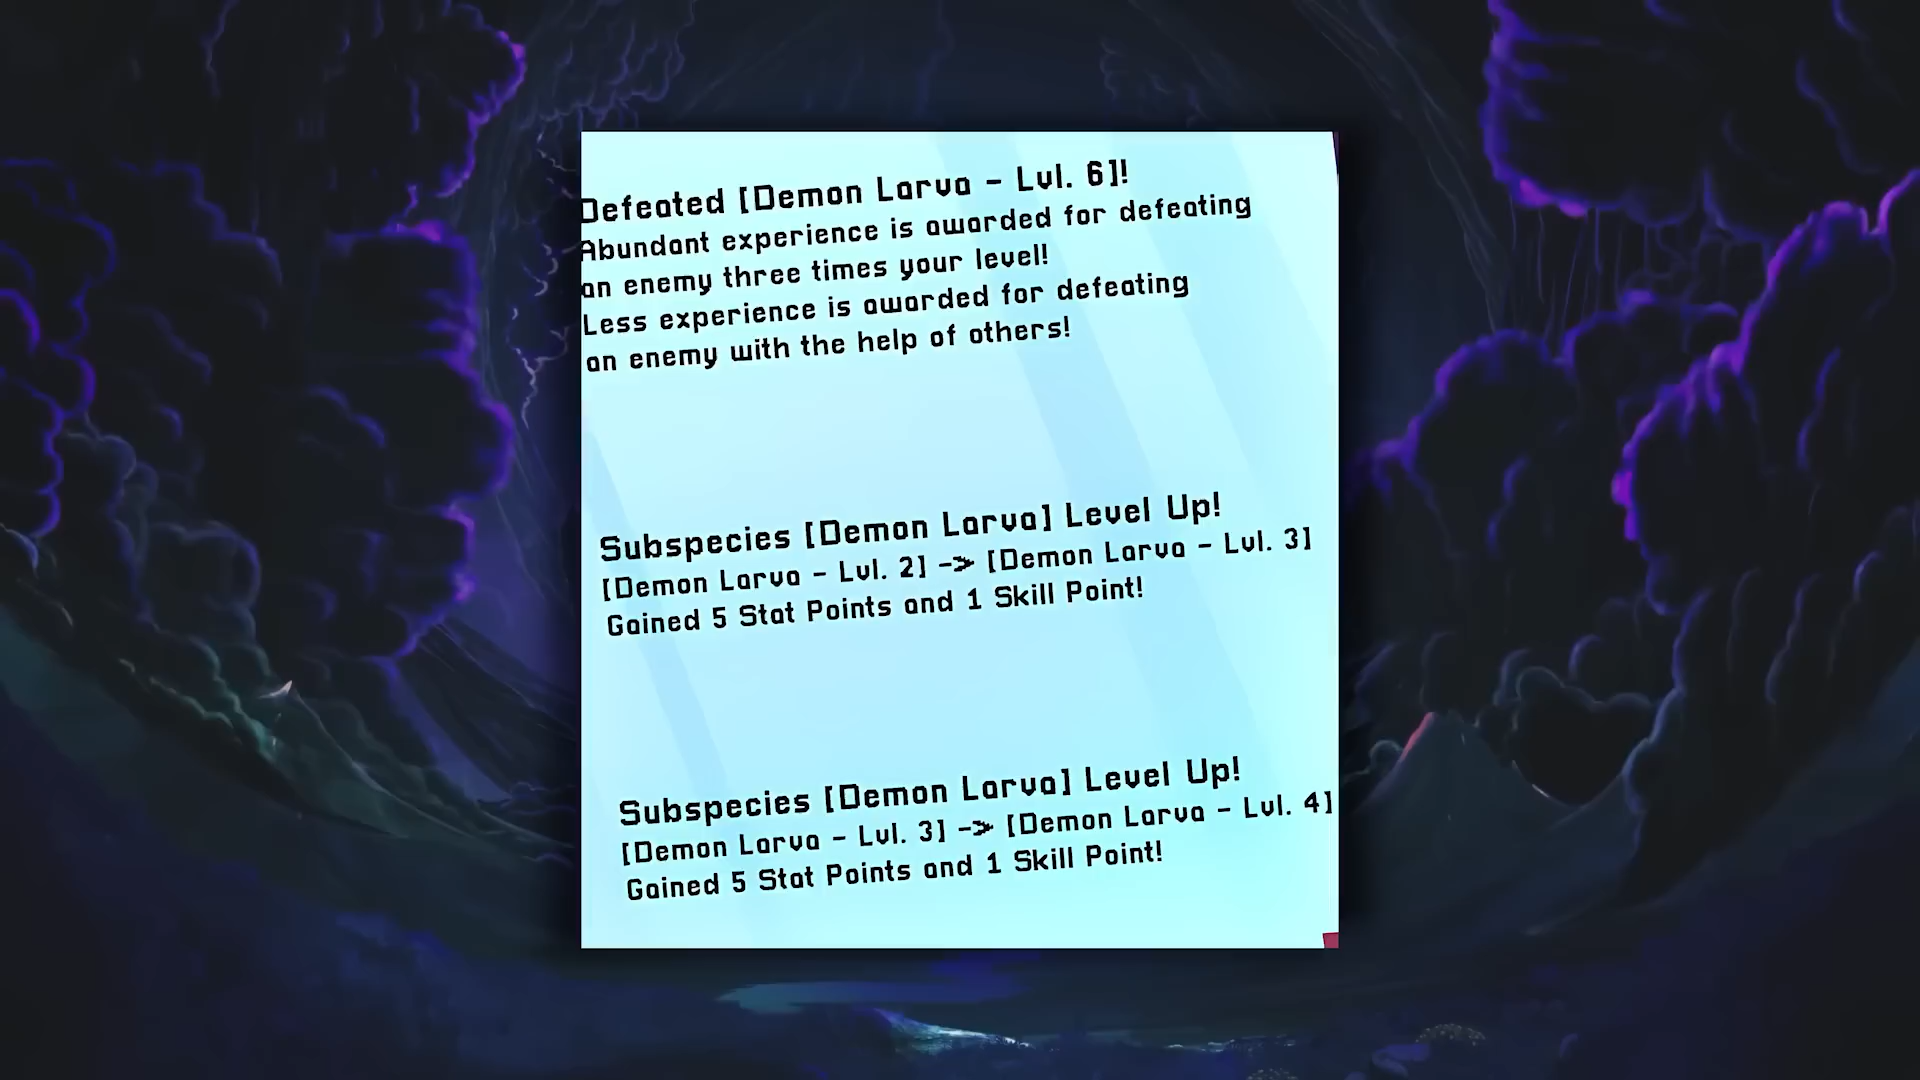 Defeated [Demon Larva - Lvl. 6]!
Abundant experience is awarded for defeating
an enemy three times your level!
Less experience is awarded for defeating
an enemy with the help of others!
Subspecies [Demon Larva] Level Up!
[Demon Larva - Lvl. 2] -> [Demon Larva - Lvl. 3]
Gained 5 Stat Points and 1 Skill Point!
Subspecies [Demon Larva] Level Up!
[Demon Larva - Lvl. 3] -> [Demon Larva - Lvl. 4]
Gained 5 Stat Points and 1 Skill Point!